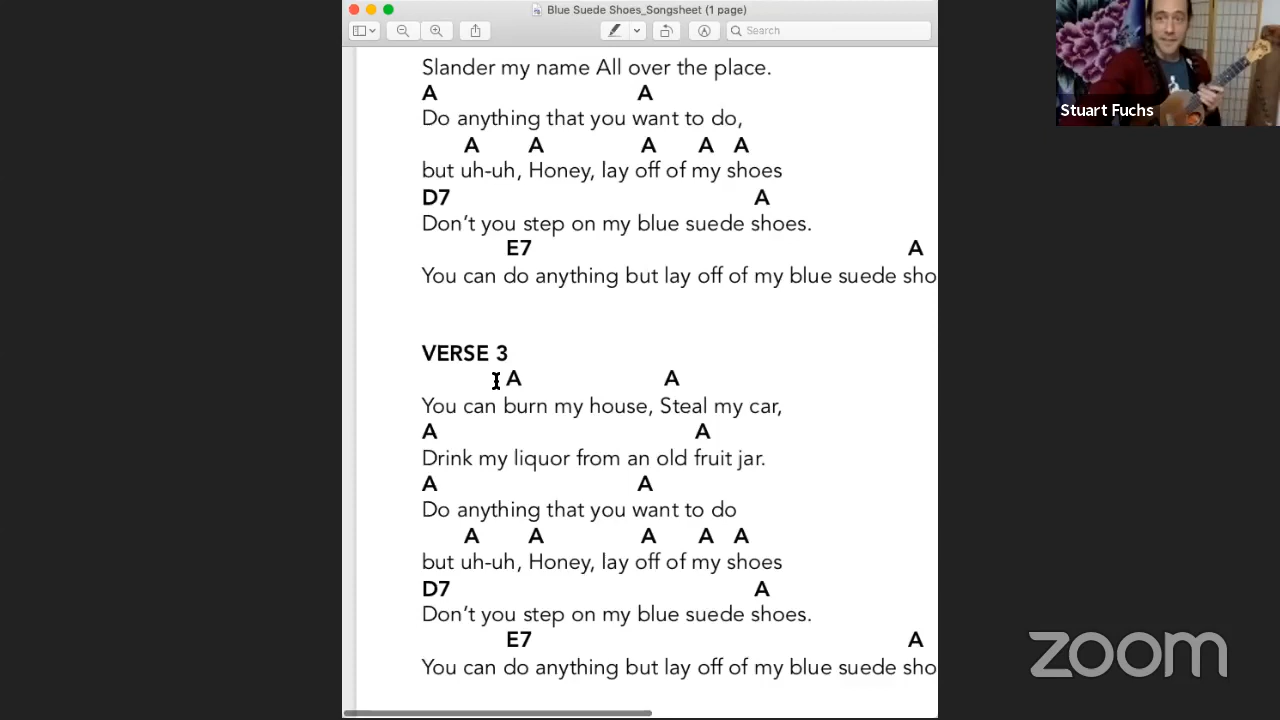 Blue Suede Shoes_Songsheet (1 page)
Search
Slander my name All over the place.
A A
Do anything that you want to do,
A A A A A
but uh-uh, Honey, lay off of my shoes
D7 A
Don't you step on my blue suede shoes.
E7 A
You can do anything but lay off of my blue suede sho
VERSE 3
A A
You can burn my house, Steal my car,
A A
Drink my liquor from an old fruit jar.
A A
Do anything that you want to do
A A A A A
but uh-uh, Honey, lay off of my shoes
D7 A
Don't you step on my blue suede shoes.
E7 A
You can do anything but lay off of my blue suede sho
Stuart Fuchs
zoom